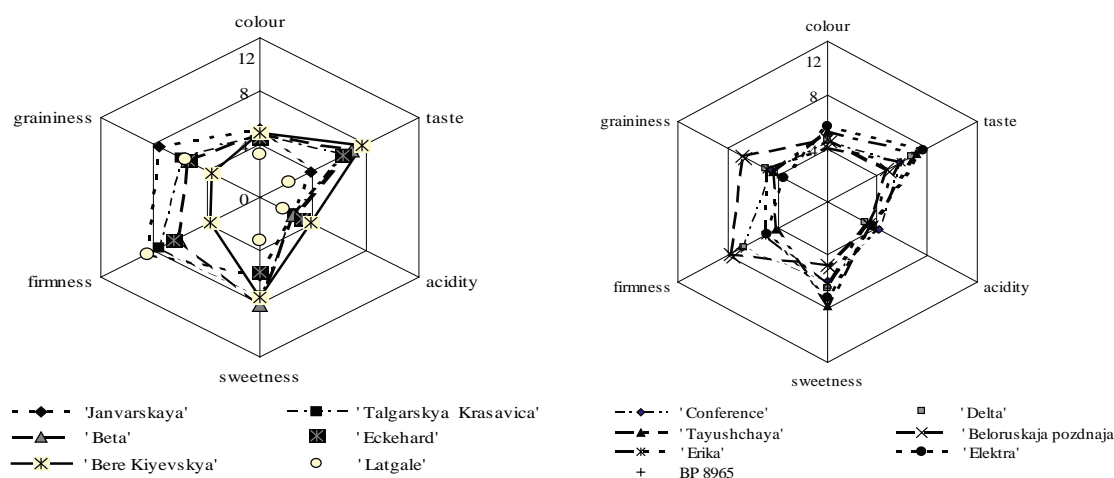 colour
12
8
0
graininess
taste
firmness
acidity
sweetness
'Janvarskaya'
'Talgarskya Krasavica'
'Beta'
'Eckehard'
'Bere Kiyevskya'
'Latgale'
colour
12
8
4
graininess
taste
firmness
acidity
sweetness
'Conference'
'Delta'
'Tayushchaya'
'Beloruskaja pozdnaja
'Erika'
'Elektra'
BP 8965